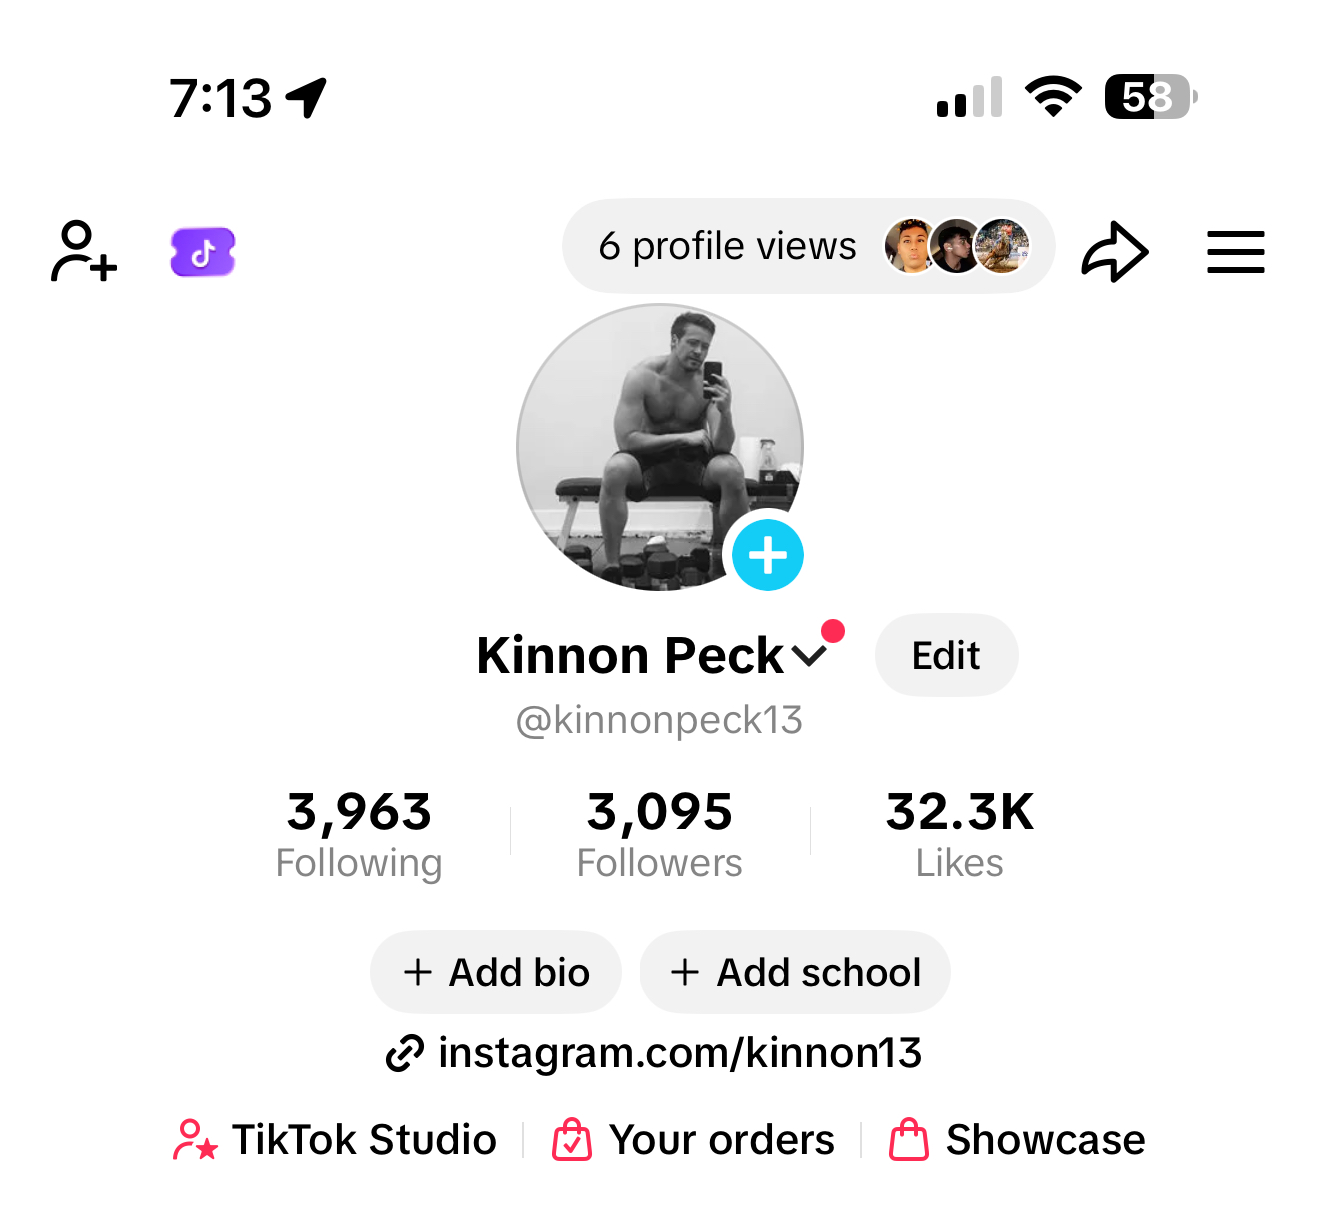 7:13
58
6 profile views
Kinnon Peck
Edit
@kinnonpeck13
3,963
Following
3,095
Followers
32.3K
Likes
+ Add bio
+ Add school
instagram.com/kinnon13
TikTok Studio
Your orders
Showcase